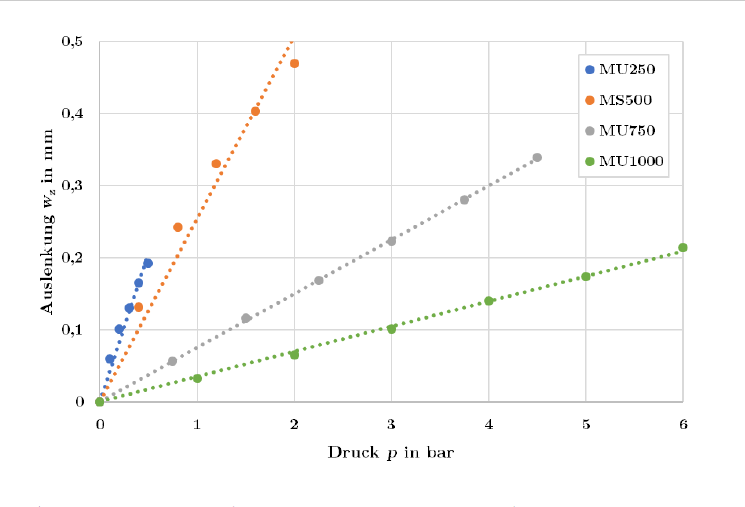 0,5
0,4
0,3
0,2
0,1
0
Auslenkung wz in mm
0 1 2 3 4 5 6
Druck p in bar
MU250
MS500
MU750
MU1000